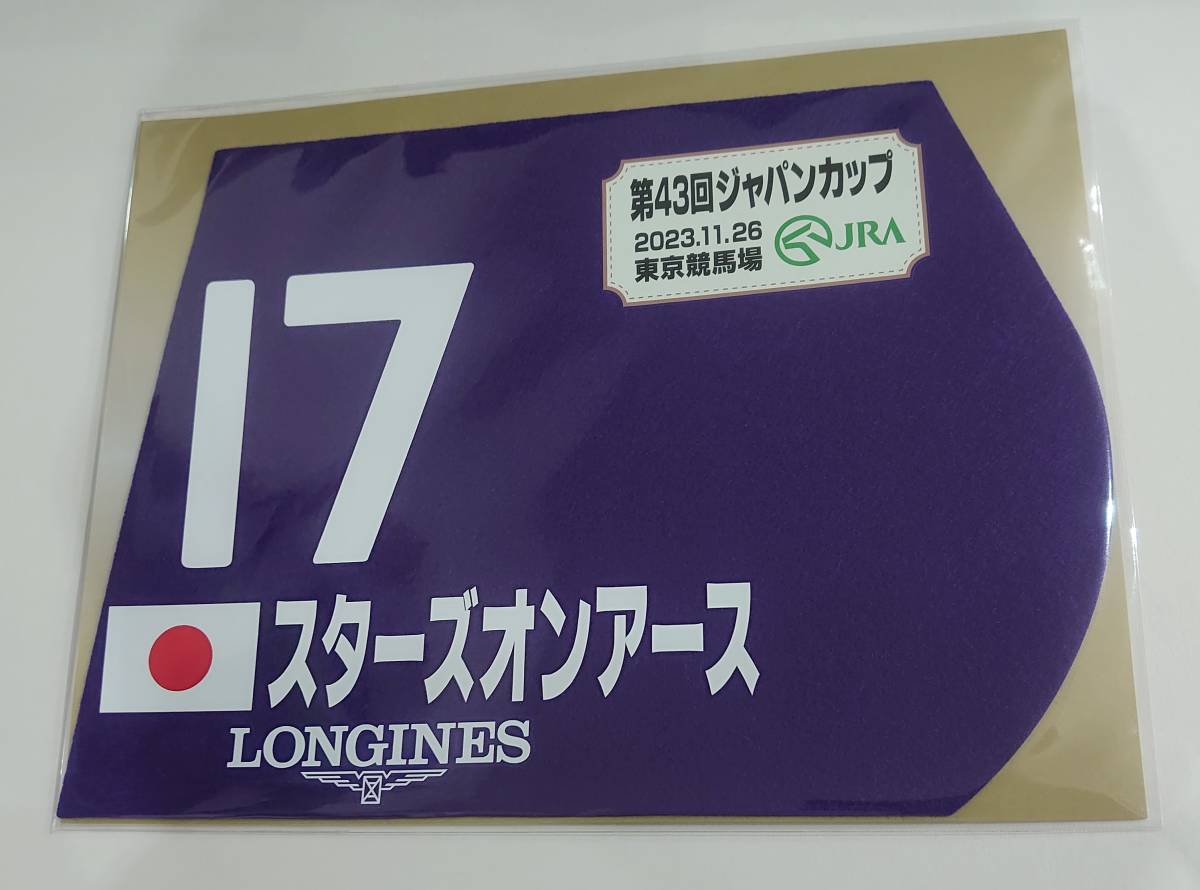 第43回ジャパンカップ
2023.11.26
東京競馬場
JRA
17
スターズオンアース
LONGINES